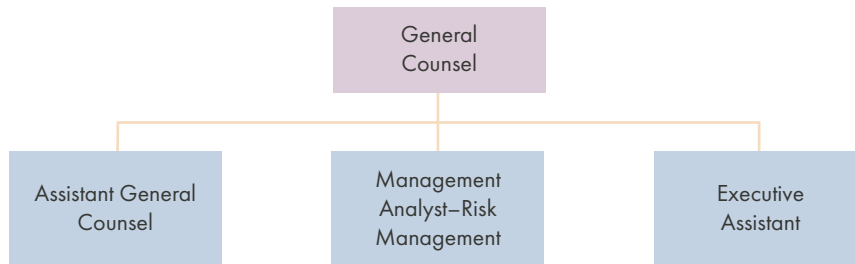 General
Counsel
Assistant General
Counsel
Management
Analyst–Risk
Management
Executive
Assistant